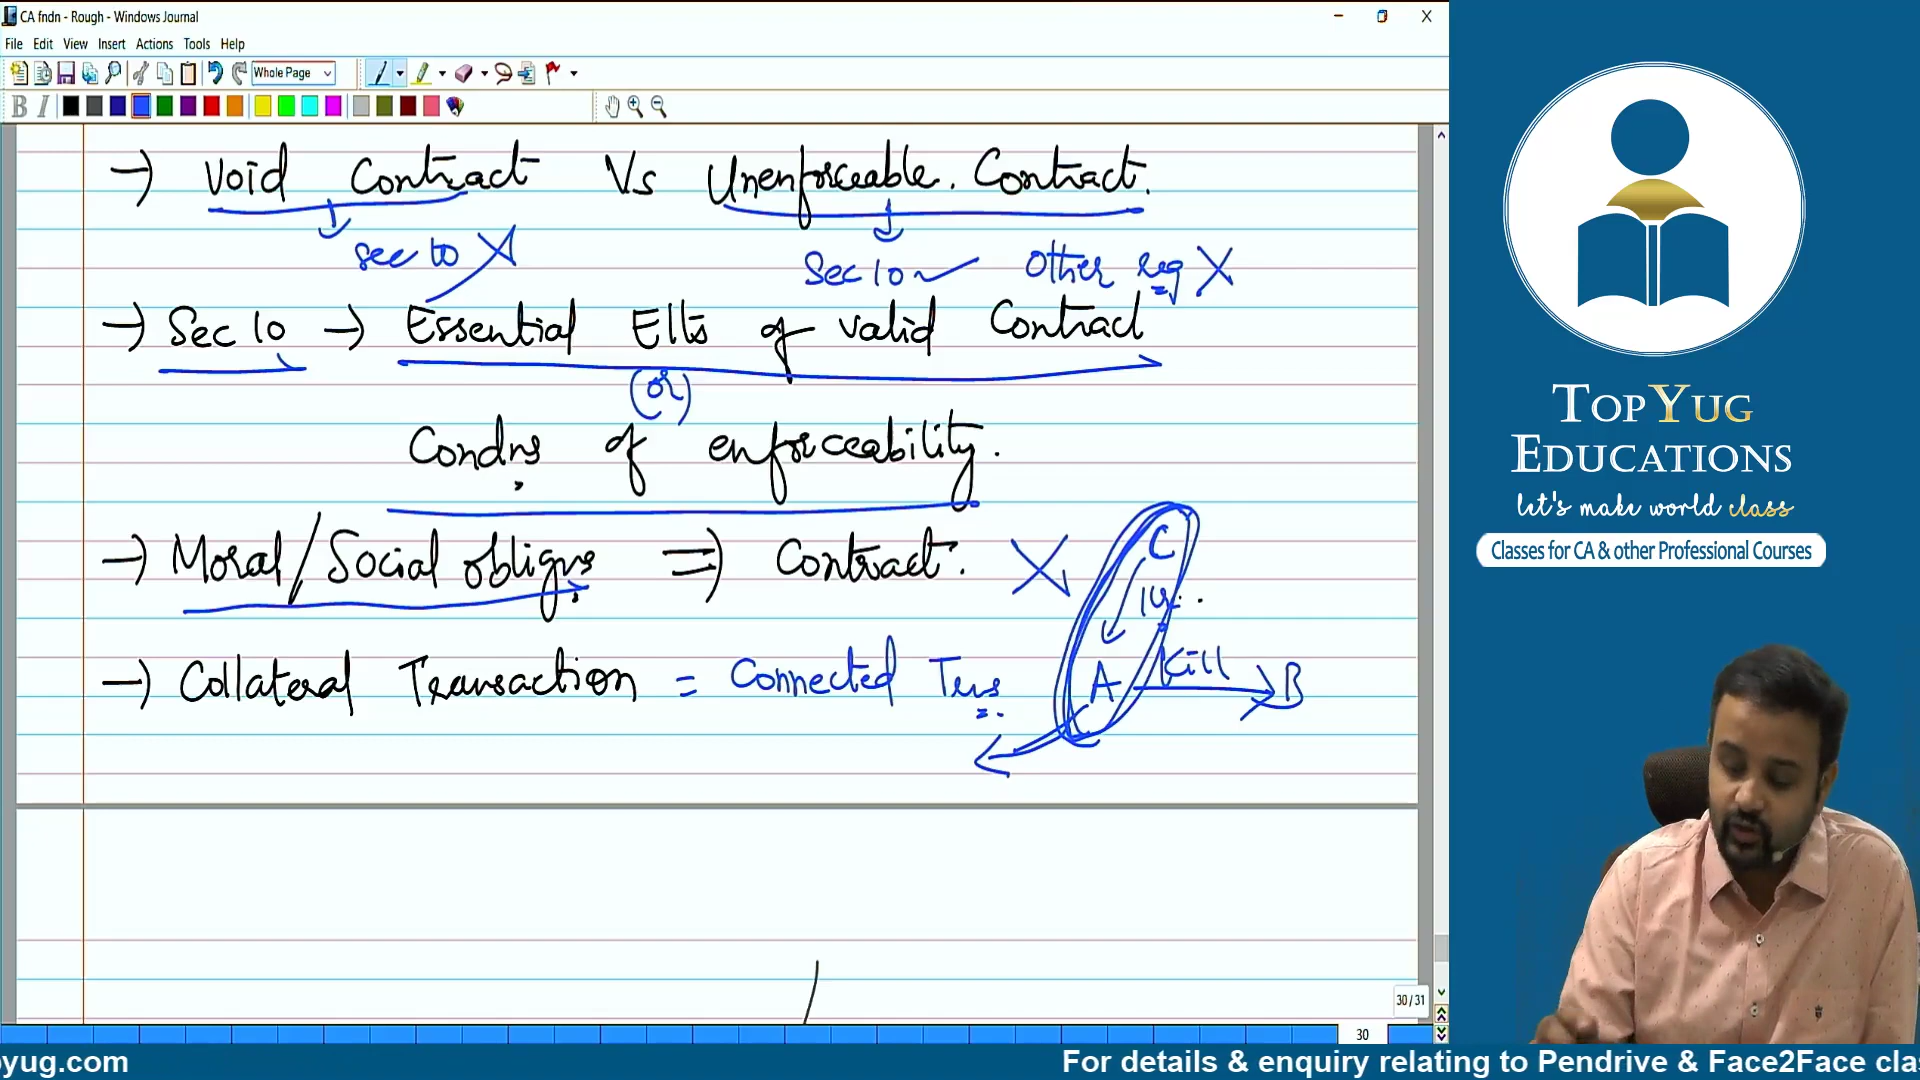 CA fndn - Rough - Windows Journal
File Edit View Insert Actions Tools Help
Whole Page
B I
→ Void Contract Vs Unenforceable. Contract.
Sec 10 X
Sec 10 ✓ Other req X
→ Sec 10 → Essential Elts of valid Contract
(or)
Condns of enforceability.
→ Moral/Social obligns => Contract. X
→ Collateral Transaction = Connected Txns
C
A Kill B
30/31
30
TOPYUG
EDUCATIONS
let's make world class
Classes for CA & other Professional Courses
pyug.com
For details & enquiry relating to Pendrive & Face2Face cla